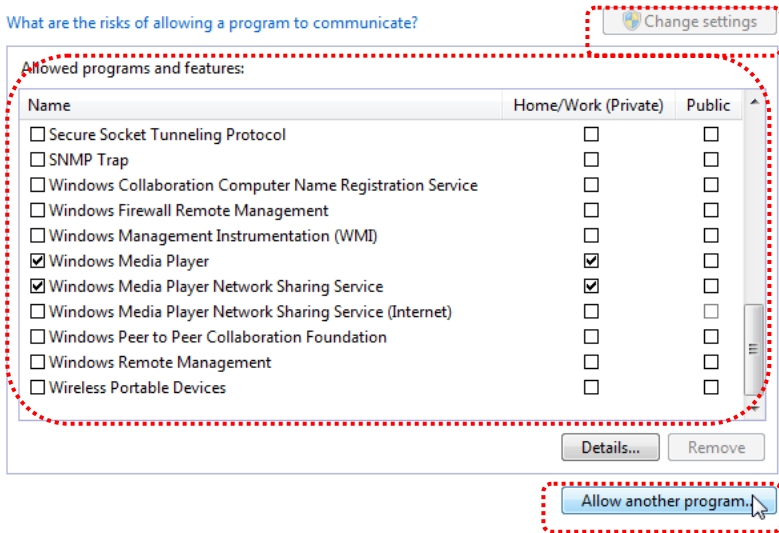 What are the risks of allowing a program to communicate?
Change settings
Allowed programs and features:
Name Home/Work (Private) Public
Secure Socket Tunneling Protocol
SNMP Trap
Windows Collaboration Computer Name Registration Service
Windows Firewall Remote Management
Windows Management Instrumentation (WMI)
Windows Media Player
Windows Media Player Network Sharing Service
Windows Media Player Network Sharing Service (Internet)
Windows Peer to Peer Collaboration Foundation
Windows Remote Management
Wireless Portable Devices
Details... Remove
Allow another program...